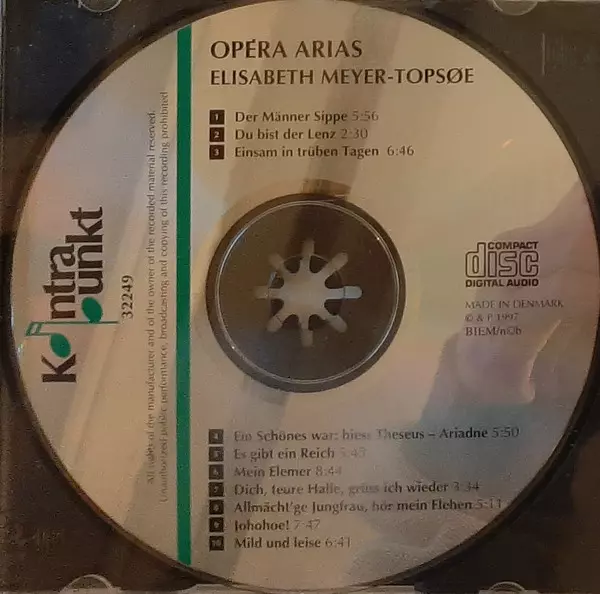 OPÉRA ARIAS
ELISABETH MEYER-TOPSØE
1 Der Männer Sippe 5:56
2 Du bist der Lenz 2:30
3 Einsam in trüben Tagen 6:46
Kontra
punkt
32249
All rights of the manufacturer and of the owner of the recorded material reserved.
Unauthorized public performance, broadcasting and copying of this recording prohibited
COMPACT
disc
DIGITAL AUDIO
MADE IN DENMARK
© & P 1997
BIEM/n©b
4 Ein Schönes war: hiess Theseus – Ariadne 5:50
5 Es gibt ein Reich 5:43
6 Mein Elemer 8:44
7 Dich, teure Halle, grüss ich wieder 3:34
8 Allmächt'ge Jungfrau, hör mein Flehen 5:11
9 Johohoe! 7:47
10 Mild und leise 6:41